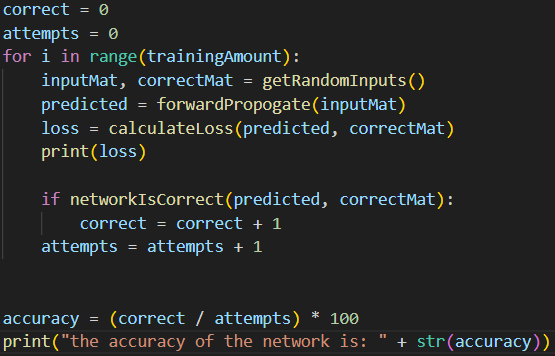 correct = 0
attempts = 0
for i in range(trainingAmount):
    inputMat, correctMat = getRandomInputs()
    predicted = forwardPropogate(inputMat)
    loss = calculateLoss(predicted, correctMat)
    print(loss)
    if networkIsCorrect(predicted, correctMat):
        correct = correct + 1
    attempts = attempts + 1
accuracy = (correct / attempts) * 100
print("the accuracy of the network is: " + str(accuracy))